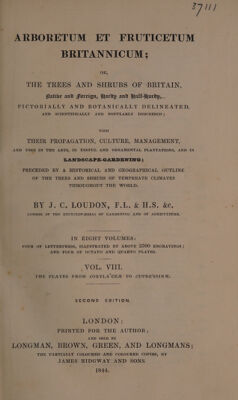 37111
ARBORETUM ET FRUTICETUM
BRITANNICUM;
OR,
THE TREES AND SHRUBS OF BRITAIN,
Native and Foreign, Hardy and Half-Hardy,
PICTORIALLY AND BOTANICALLY DELINEATED,
AND SCIENTIFICALLY AND POPULARLY DESCRIBED;
WITH
THEIR PROPAGATION, CULTURE, MANAGEMENT,
AND USES IN THE ARTS, IN USEFUL AND ORNAMENTAL PLANTATIONS, AND IN
LANDSCAPE-GARDENING;
PRECEDED BY A HISTORICAL AND GEOGRAPHICAL OUTLINE
OF THE TREES AND SHRUBS OF TEMPERATE CLIMATES
THROUGHOUT THE WORLD.
BY J. C. LOUDON, F.L. & H.S. &c.
AUTHOR OF THE ENCYCLOPÆDIAS OF GARDENING AND OF AGRICULTURE.
IN EIGHT VOLUMES:
FOUR OF LETTERPRESS, ILLUSTRATED BY ABOVE 2500 ENGRAVINGS;
AND FOUR OF OCTAVO AND QUARTO PLATES.
VOL. VIII.
THE PLATES FROM CORYLA'CEÆ TO
SECOND EDITION.
LONDON:
PRINTED FOR THE AUTHOR;
AND SOLD BY
LONGMAN, BROWN, GREEN, AND LONGMANS;
THE PARTIALLY COLOURED AND COLOURED COPIES, BY
JAMES RIDGWAY AND SONS.
1844.